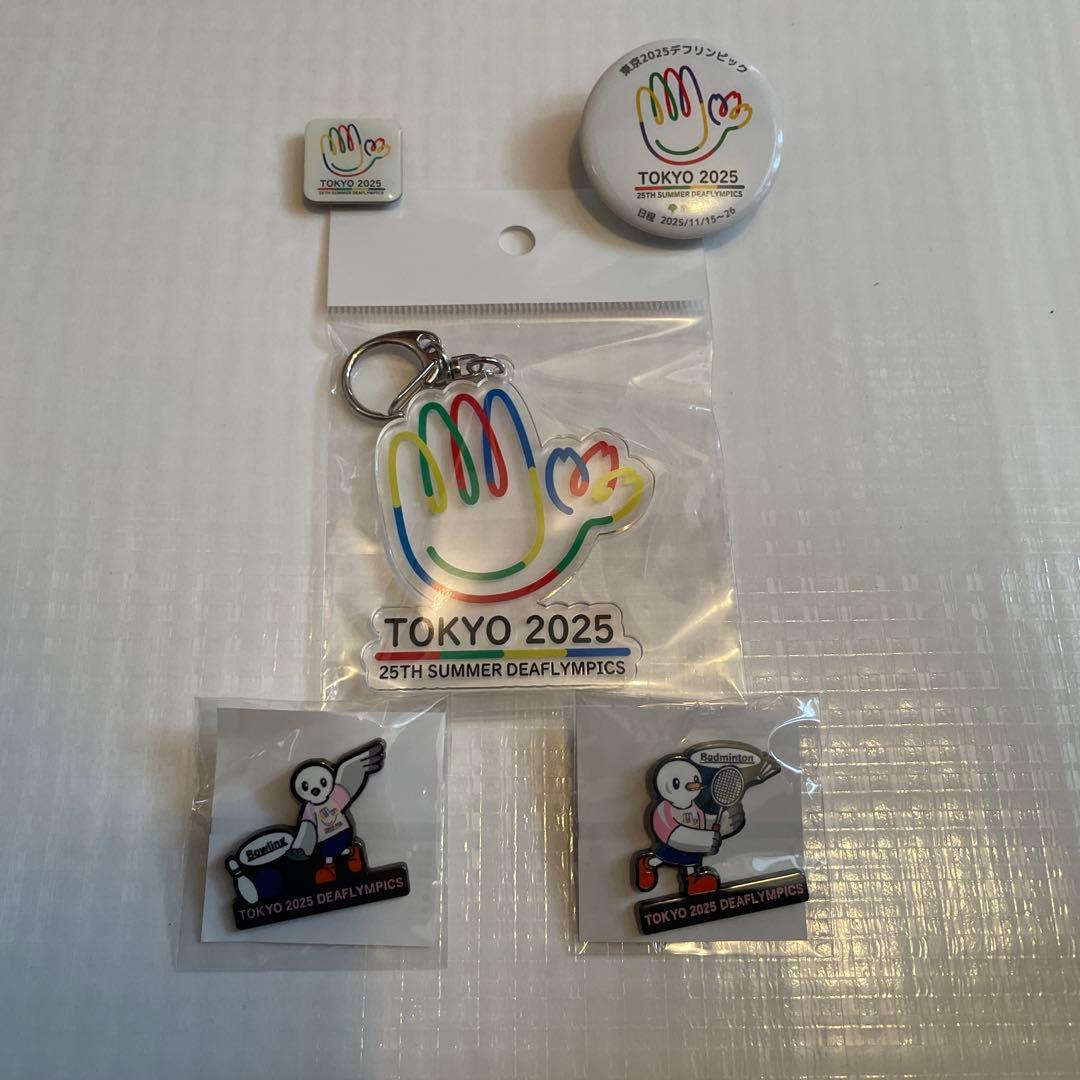 TOKYO 2025
25TH SUMMER DEAFLYMPICS
東京2025デフリンピック
TOKYO 2025
25TH SUMMER DEAFLYMPICS
日程 2025/11/15~26
TOKYO 2025
25TH SUMMER DEAFLYMPICS
Bowling
TOKYO 2025 DEAFLYMPICS
Badminton
TOKYO 2025 DEAFLYMPICS